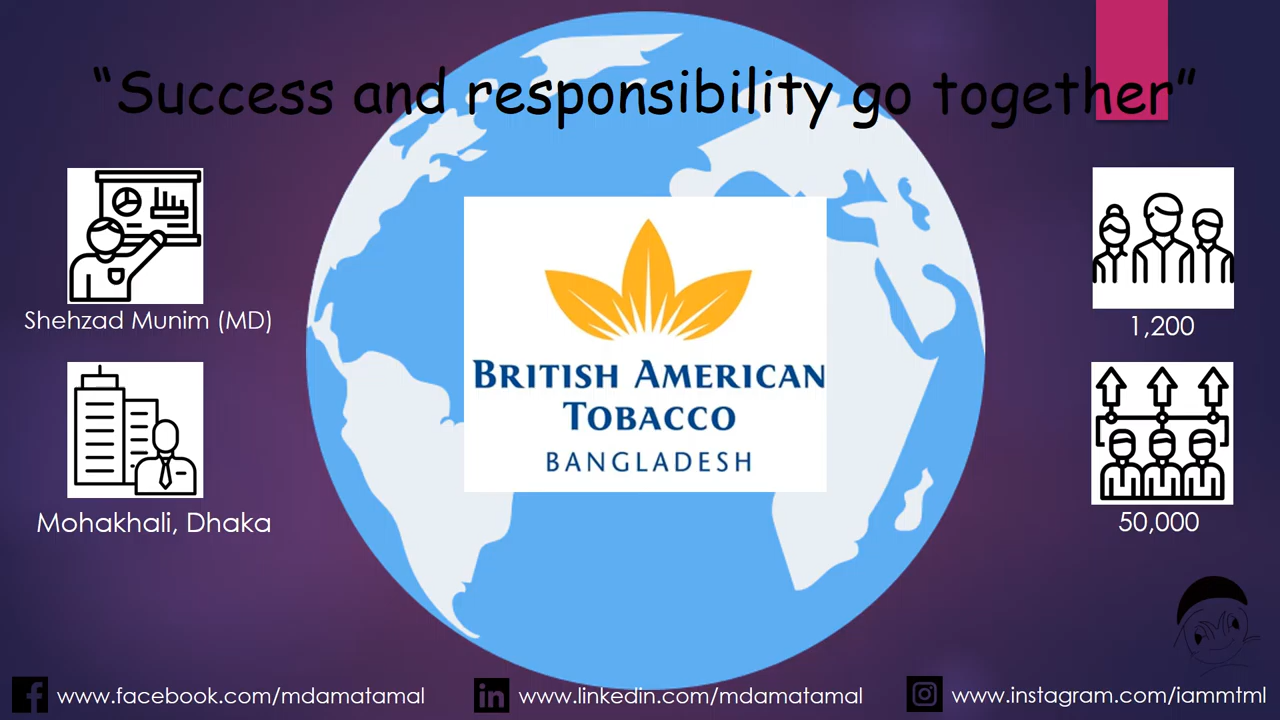 “Success and responsibility go together”
Shehzad Munim (MD)
Mohakhali, Dhaka
BRITISH AMERICAN
TOBACCO
BANGLADESH
1,200
50,000
www.facebook.com/mdamatamal
www.linkedin.com/mdamatamal
www.instagram.com/iammtml